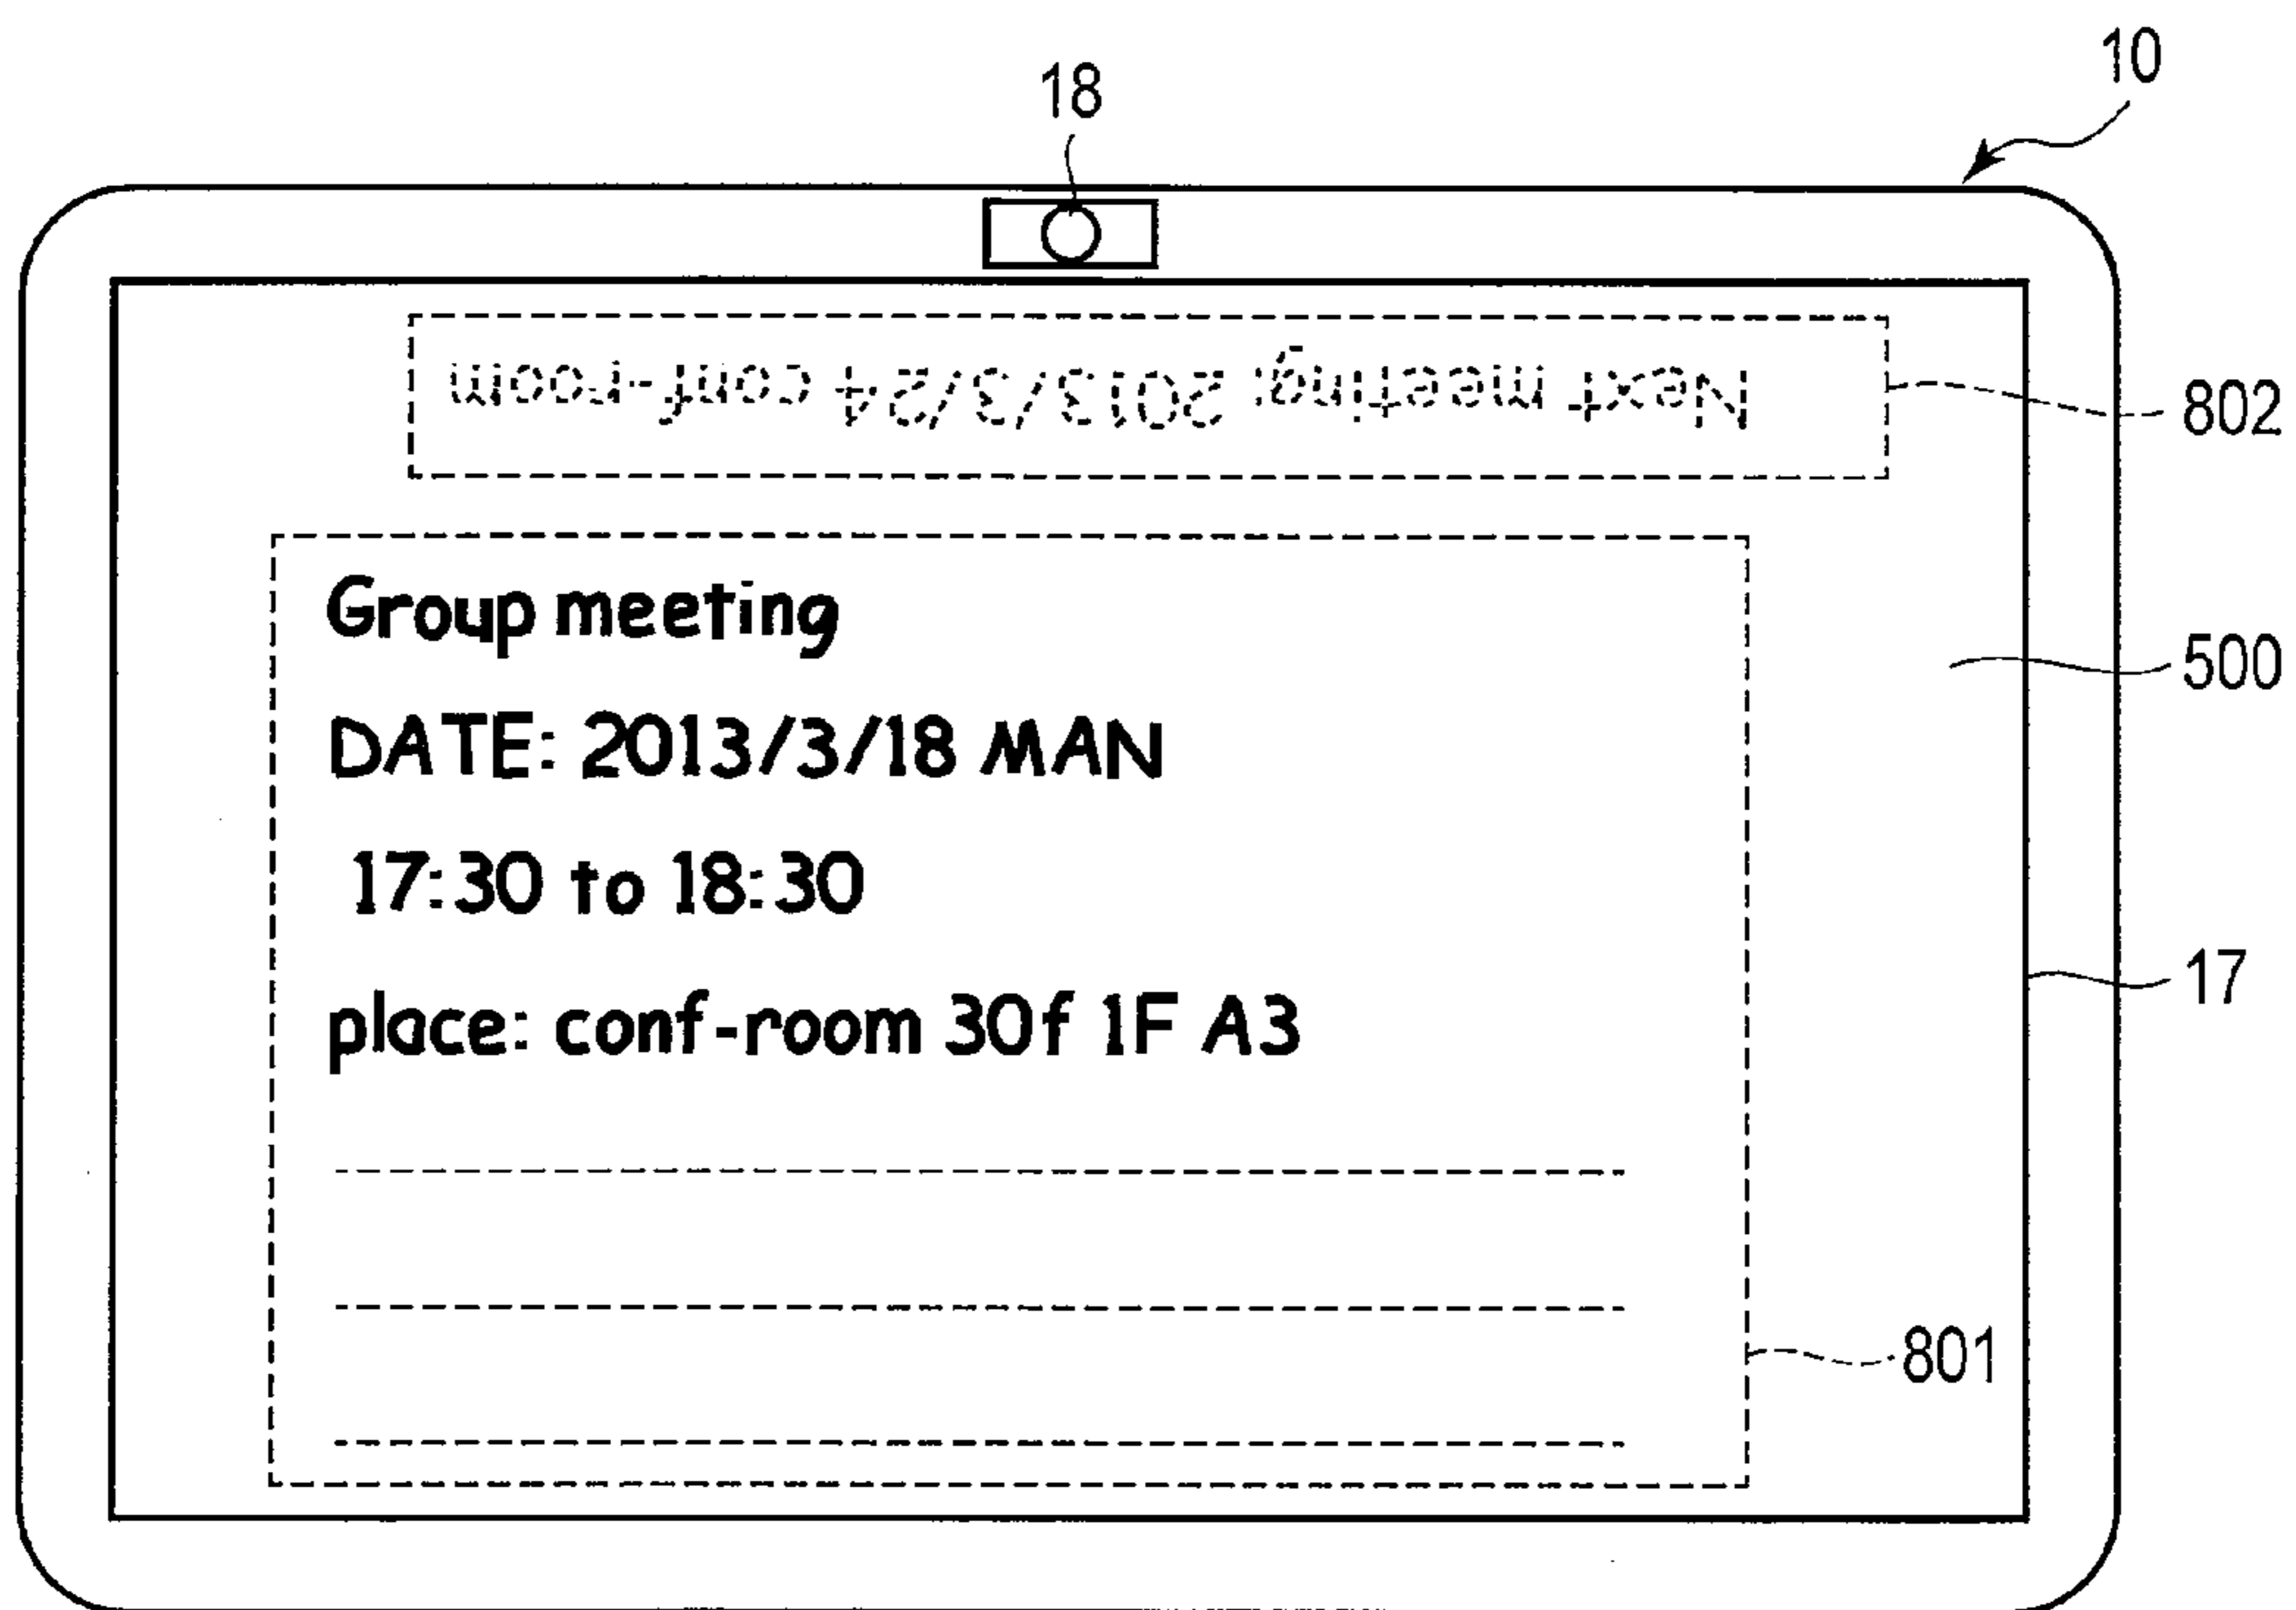 10
18
Next meeting: 2013/3/24 conf-room
802
Group meeting
500
DATE: 2013/3/18 MAN
17:30 to 18:30
17
place: conf-room 30f 1F A3
801